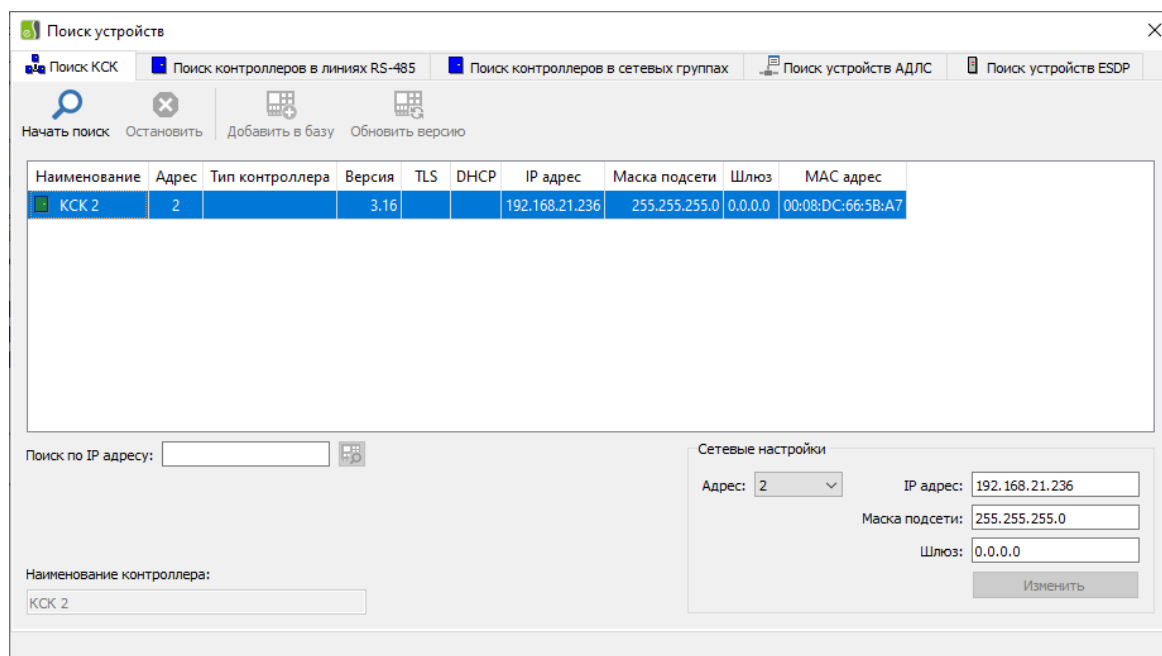 Поиск устройств
Поиск КСК Поиск контроллеров в линиях RS-485 Поиск контроллеров в сетевых группах Поиск устройств АДЛС Поиск устройств ESDP
Начать поиск Остановить Добавить в базу Обновить версию
Наименование Адрес Тип контроллера Версия TLS DHCP IP адрес Маска подсети Шлюз MAC адрес
КСК 2 2 3.16 192.168.21.236 255.255.255.0 0.0.0.0 00:08:DC:66:5B:A7
Поиск по IP адресу:
Сетевые настройки
Адрес: 2 IP адрес: 192.168.21.236
Маска подсети: 255.255.255.0
Шлюз: 0.0.0.0
Изменить
Наименование контроллера:
КСК 2